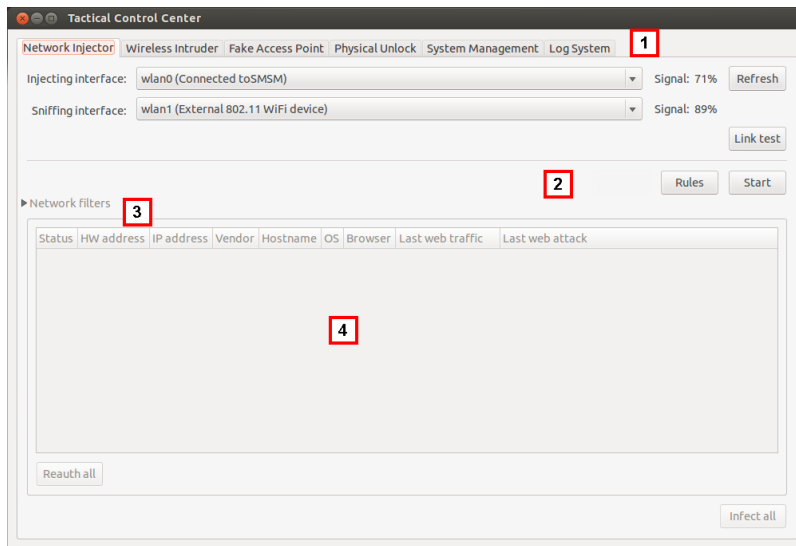 Tactical Control Center
Network Injector Wireless Intruder Fake Access Point Physical Unlock System Management Log System 1
Injecting interface: wlan0 (Connected toSMSM) Signal: 71% Refresh
Sniffing interface: wlan1 (External 802.11 WiFi device) Signal: 89%
Link test
2 Rules Start
Network filters
3
Status HW address IP address Vendor Hostname OS Browser Last web traffic Last web attack
4
Reauth all
Infect all